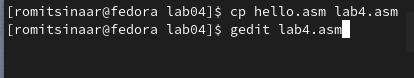 [romitsinaar@fedora lab04]$ cp hello.asm lab4.asm
[romitsinaar@fedora lab04]$ gedit lab4.asm